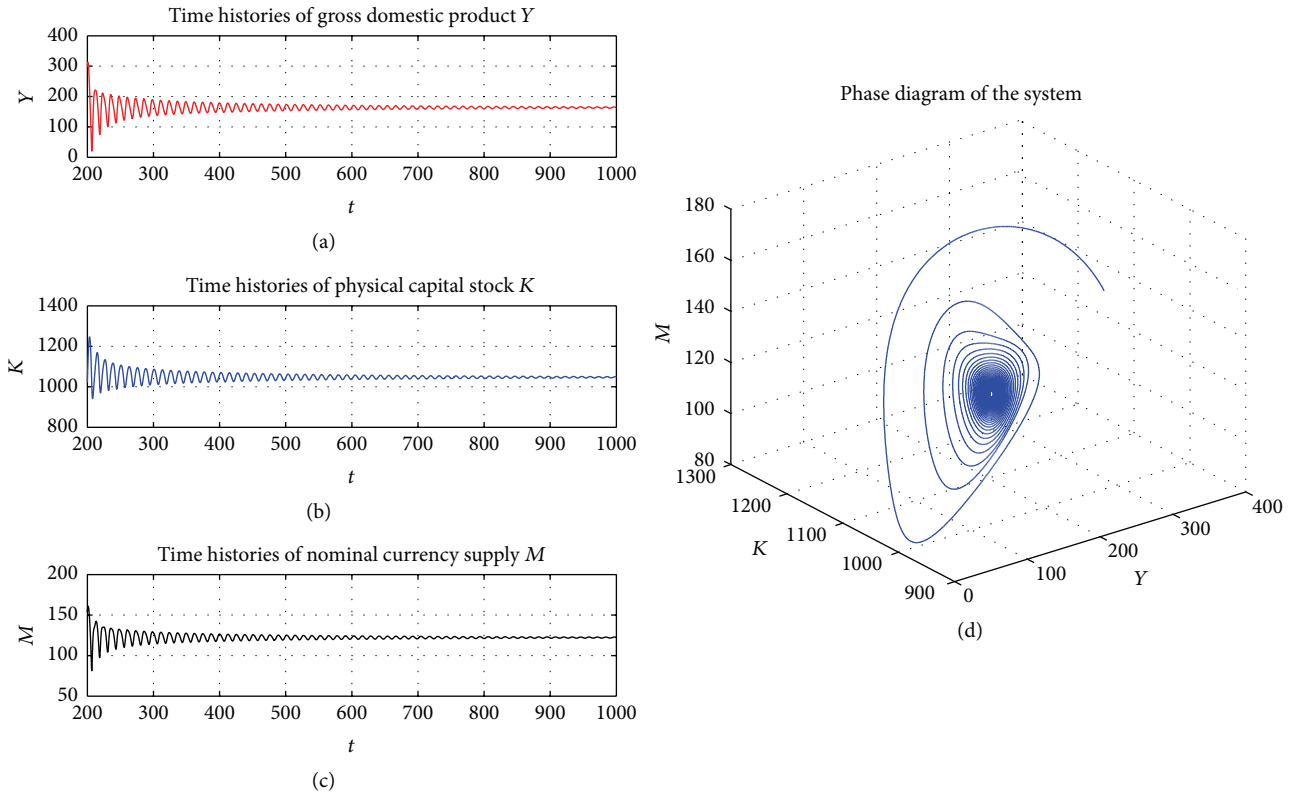 Time histories of gross domestic product Y
400
300
200
100
0
Y
200 300 400 500 600 700 800 900 1000
t
(a)
Time histories of physical capital stock K
1400
1200
1000
800
K
200 300 400 500 600 700 800 900 1000
t
(b)
Time histories of nominal currency supply M
200
150
100
50
M
200 300 400 500 600 700 800 900 1000
t
(c)
Phase diagram of the system
180
160
140
120
100
80
M
1300
1200
1100
1000
900
K
0
100
200
300
400
Y
(d)